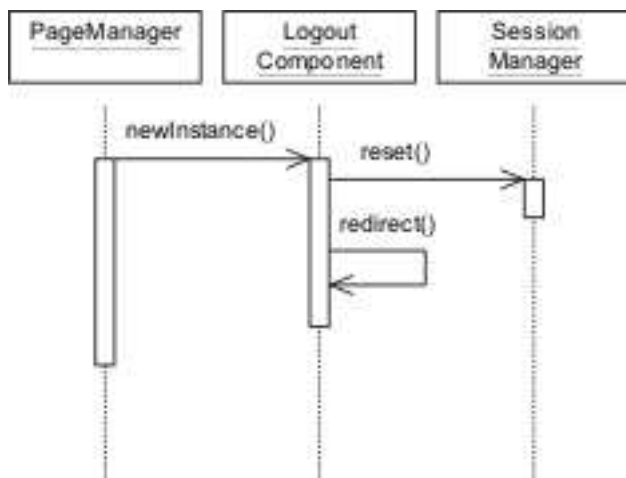 PageManager
Logout
Component
Session
Manager
newInstance()
reset()
redirect()